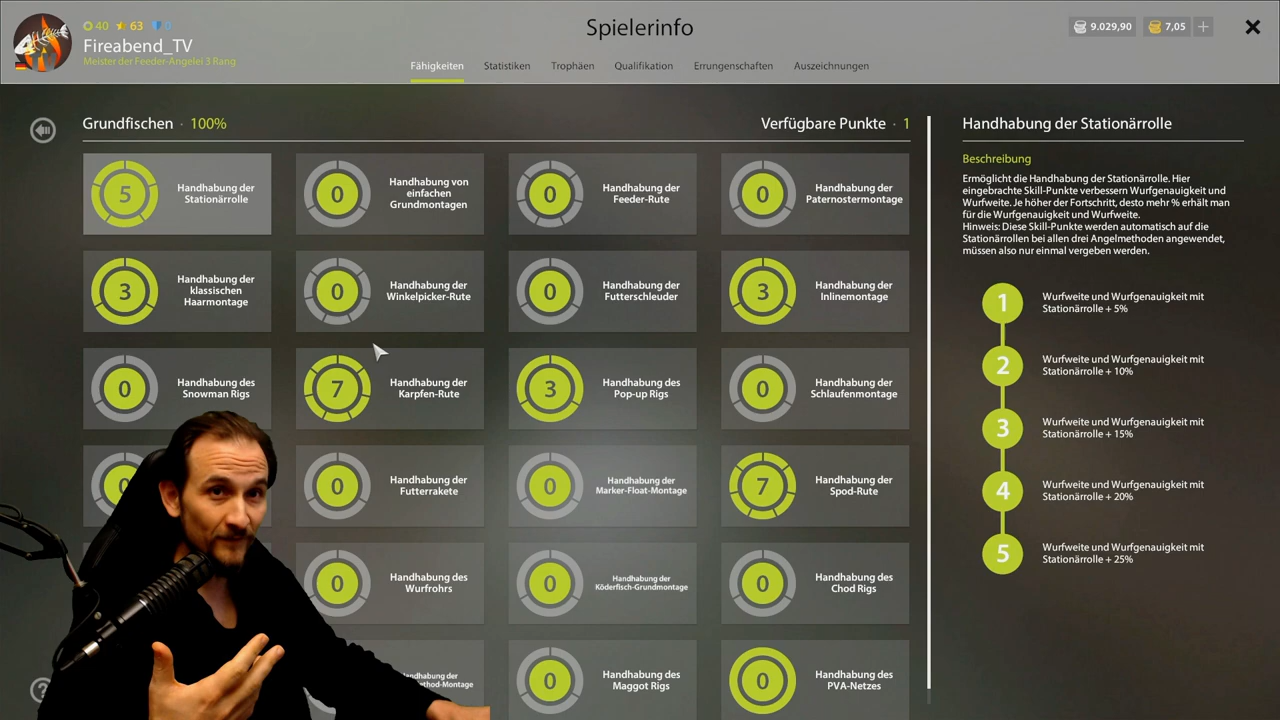 40 63 0
Fireabend_TV
Meister der Feeder-Angelei 3 Rang
Spielerinfo
9.029,90 7,05 +
Fähigkeiten Statistiken Trophäen Qualifikation Errungenschaften Auszeichnungen
Grundfischen · 100%
Verfügbare Punkte · 1
5 Handhabung der
Stationärrolle
0 Handhabung von
einfachen
Grundmontagen
0 Handhabung der
Feeder-Rute
0 Handhabung der
Paternostermontage
3 Handhabung der
klassischen
Haarmontage
0 Handhabung der
Winkelpicker-Rute
0 Handhabung der
Futterschleuder
3 Handhabung der
Inlinemontage
0 Handhabung des
Snowman Rigs
7 Handhabung der
Karpfen-Rute
3 Handhabung des
Pop-up Rigs
0 Handhabung der
Schlaufenmontage
0
0 Handhabung der
Futterrakete
0 Handhabung der
Marker-Float-Montage
7 Handhabung der
Spod-Rute
0 Handhabung des
Wurfrohrs
0 Handhabung der
Köderfisch-Grundmontage
0 Handhabung des
Chod Rigs
?
ndhabung der
ethod-Montage
0 Handhabung des
Maggot Rigs
0 Handhabung des
PVA-Netzes
Handhabung der Stationärrolle
Beschreibung
Ermöglicht die Handhabung der Stationärrolle. Hier
eingebrachte Skill-Punkte verbessern Wurfgenauigkeit und
Wurfweite. Je höher der Fortschritt, desto mehr % erhält man
für die Wurfgenauigkeit und Wurfweite.
Hinweis: Diese Skill-Punkte werden automatisch auf die
Stationärrollen bei allen drei Angelmethoden angewendet,
müssen also nur einmal vergeben werden.
1 Wurfweite und Wurfgenauigkeit mit
Stationärrolle + 5%
2 Wurfweite und Wurfgenauigkeit mit
Stationärrolle + 10%
3 Wurfweite und Wurfgenauigkeit mit
Stationärrolle + 15%
4 Wurfweite und Wurfgenauigkeit mit
Stationärrolle + 20%
5 Wurfweite und Wurfgenauigkeit mit
Stationärrolle + 25%